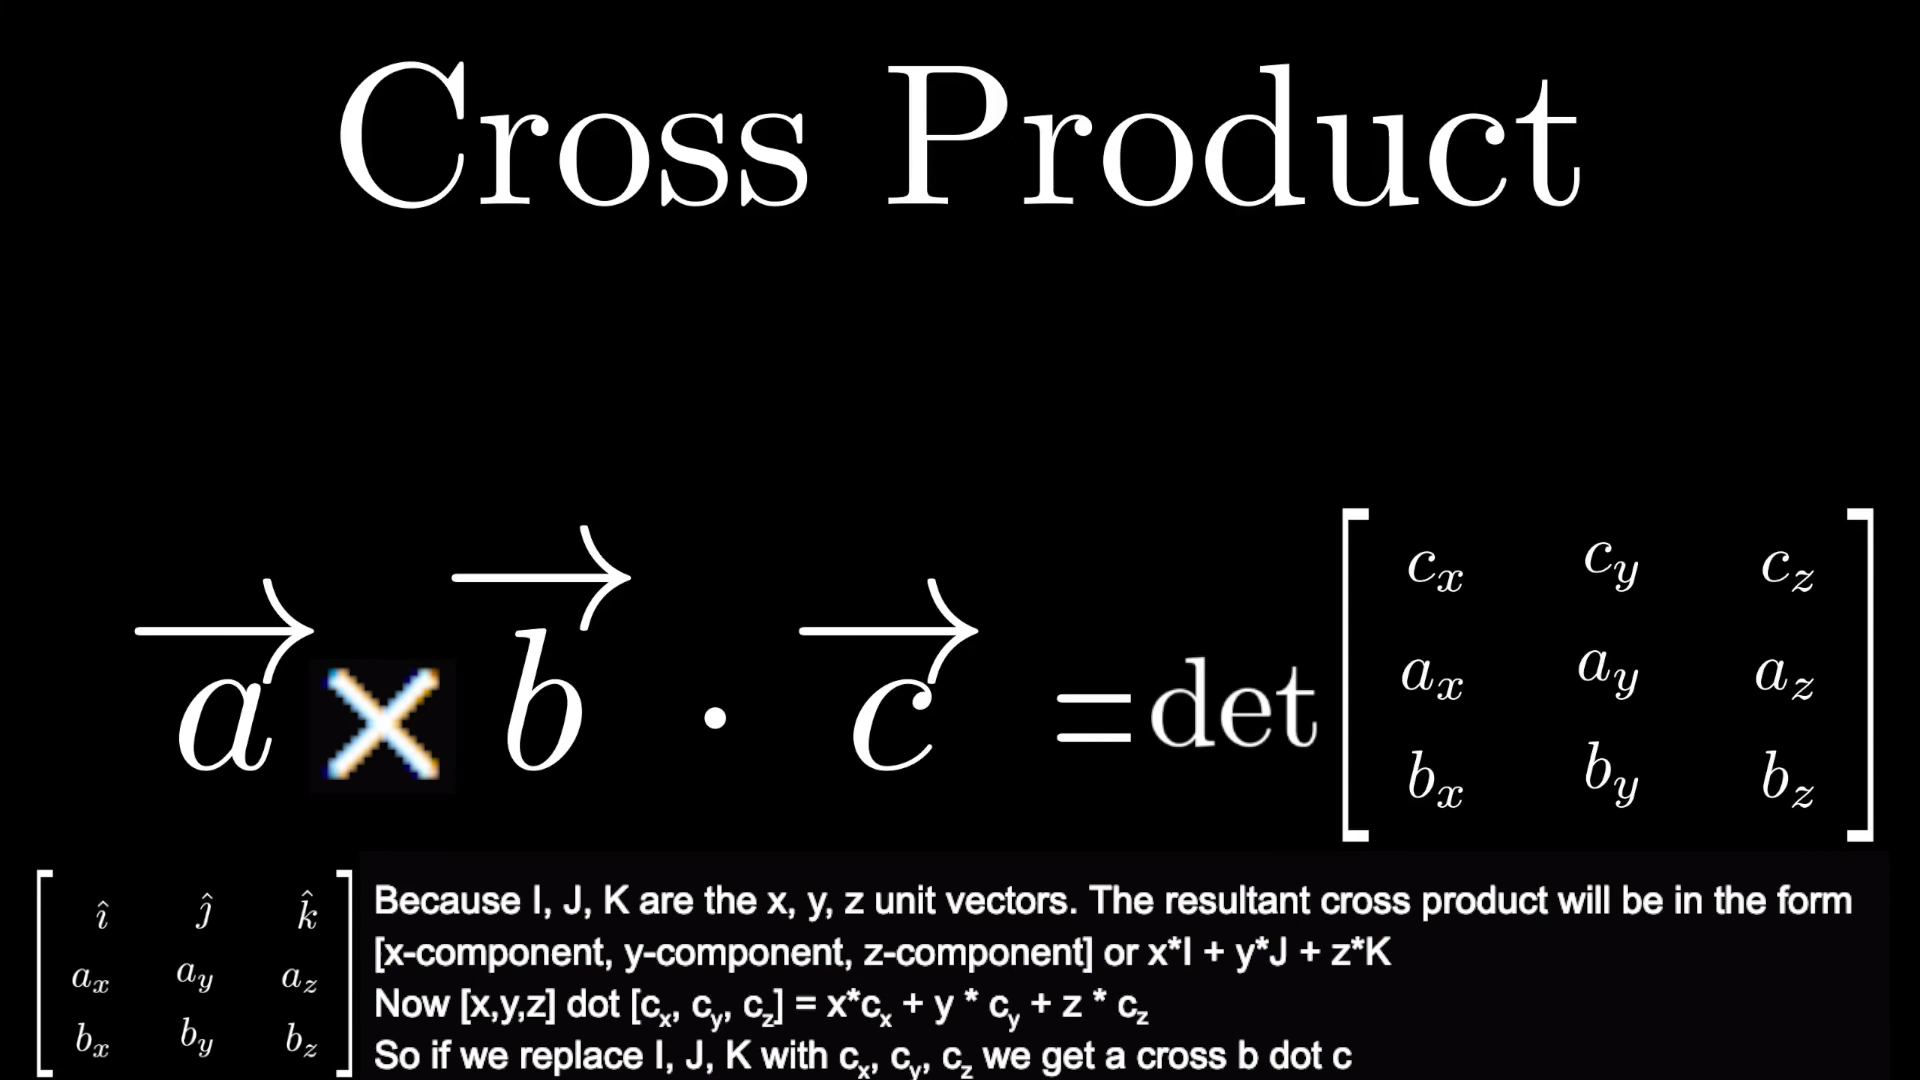 Cross Product
→ → →
a × b · c = det [ c_x c_y c_z
a_x a_y a_z
b_x b_y b_z ]
[ î ĵ k̂
a_x a_y a_z
b_x b_y b_z ]
Because I, J, K are the x, y, z unit vectors. The resultant cross product will be in the form
[x-component, y-component, z-component] or x*I + y*J + z*K
Now [x,y,z] dot [c_x, c_y, c_z] = x*c_x + y * c_y + z * c_z
So if we replace I, J, K with c_x, c_y, c_z we get a cross b dot c